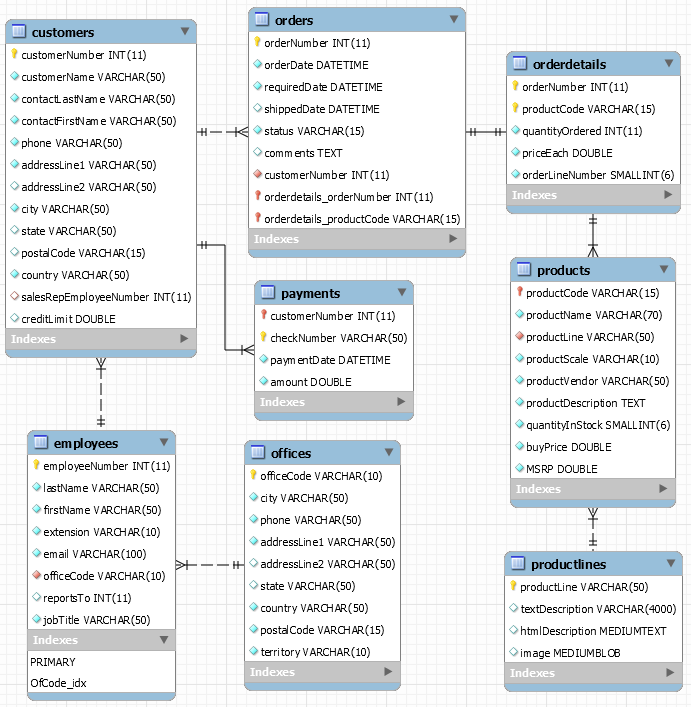 customers
customerNumber INT(11)
customerName VARCHAR(50)
contactLastName VARCHAR(50)
contactFirstName VARCHAR(50)
phone VARCHAR(50)
addressLine1 VARCHAR(50)
addressLine2 VARCHAR(50)
city VARCHAR(50)
state VARCHAR(50)
postalCode VARCHAR(15)
country VARCHAR(50)
salesRepEmployeeNumber INT(11)
creditLimit DOUBLE
Indexes
orders
orderNumber INT(11)
orderDate DATETIME
requiredDate DATETIME
shippedDate DATETIME
status VARCHAR(15)
comments TEXT
customerNumber INT(11)
orderdetails_orderNumber INT(11)
orderdetails_productCode VARCHAR(15)
Indexes
orderdetails
orderNumber INT(11)
productCode VARCHAR(15)
quantityOrdered INT(11)
priceEach DOUBLE
orderLineNumber SMALLINT(6)
Indexes
payments
customerNumber INT(11)
checkNumber VARCHAR(50)
paymentDate DATETIME
amount DOUBLE
Indexes
products
productCode VARCHAR(15)
productName VARCHAR(70)
productLine VARCHAR(50)
productScale VARCHAR(10)
productVendor VARCHAR(50)
productDescription TEXT
quantityInStock SMALLINT(6)
buyPrice DOUBLE
MSRP DOUBLE
Indexes
employees
employeeNumber INT(11)
lastName VARCHAR(50)
firstName VARCHAR(50)
extension VARCHAR(10)
email VARCHAR(100)
officeCode VARCHAR(10)
reportsTo INT(11)
jobTitle VARCHAR(50)
Indexes
PRIMARY
OfCode_idx
offices
officeCode VARCHAR(10)
city VARCHAR(50)
phone VARCHAR(50)
addressLine1 VARCHAR(50)
addressLine2 VARCHAR(50)
state VARCHAR(50)
country VARCHAR(50)
postalCode VARCHAR(15)
territory VARCHAR(10)
Indexes
productlines
productLine VARCHAR(50)
textDescription VARCHAR(4000)
htmlDescription MEDIUMTEXT
image MEDIUMBLOB
Indexes